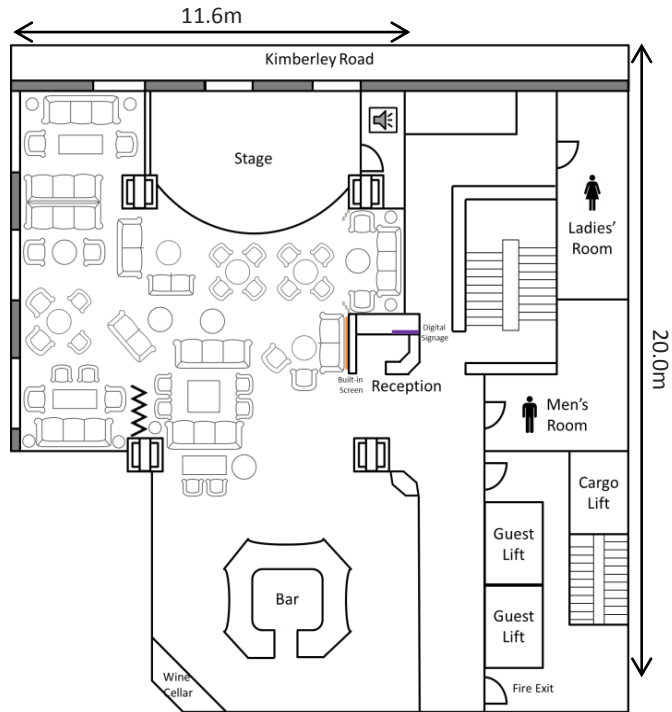 11.6m
Kimberley Road
Stage
Ladies'
Room
20.0m
Digital
Signage
Built-in
Screen
Reception
Men's
Room
Cargo
Lift
Guest
Lift
Bar
Guest
Lift
Wine
Cellar
Fire Exit